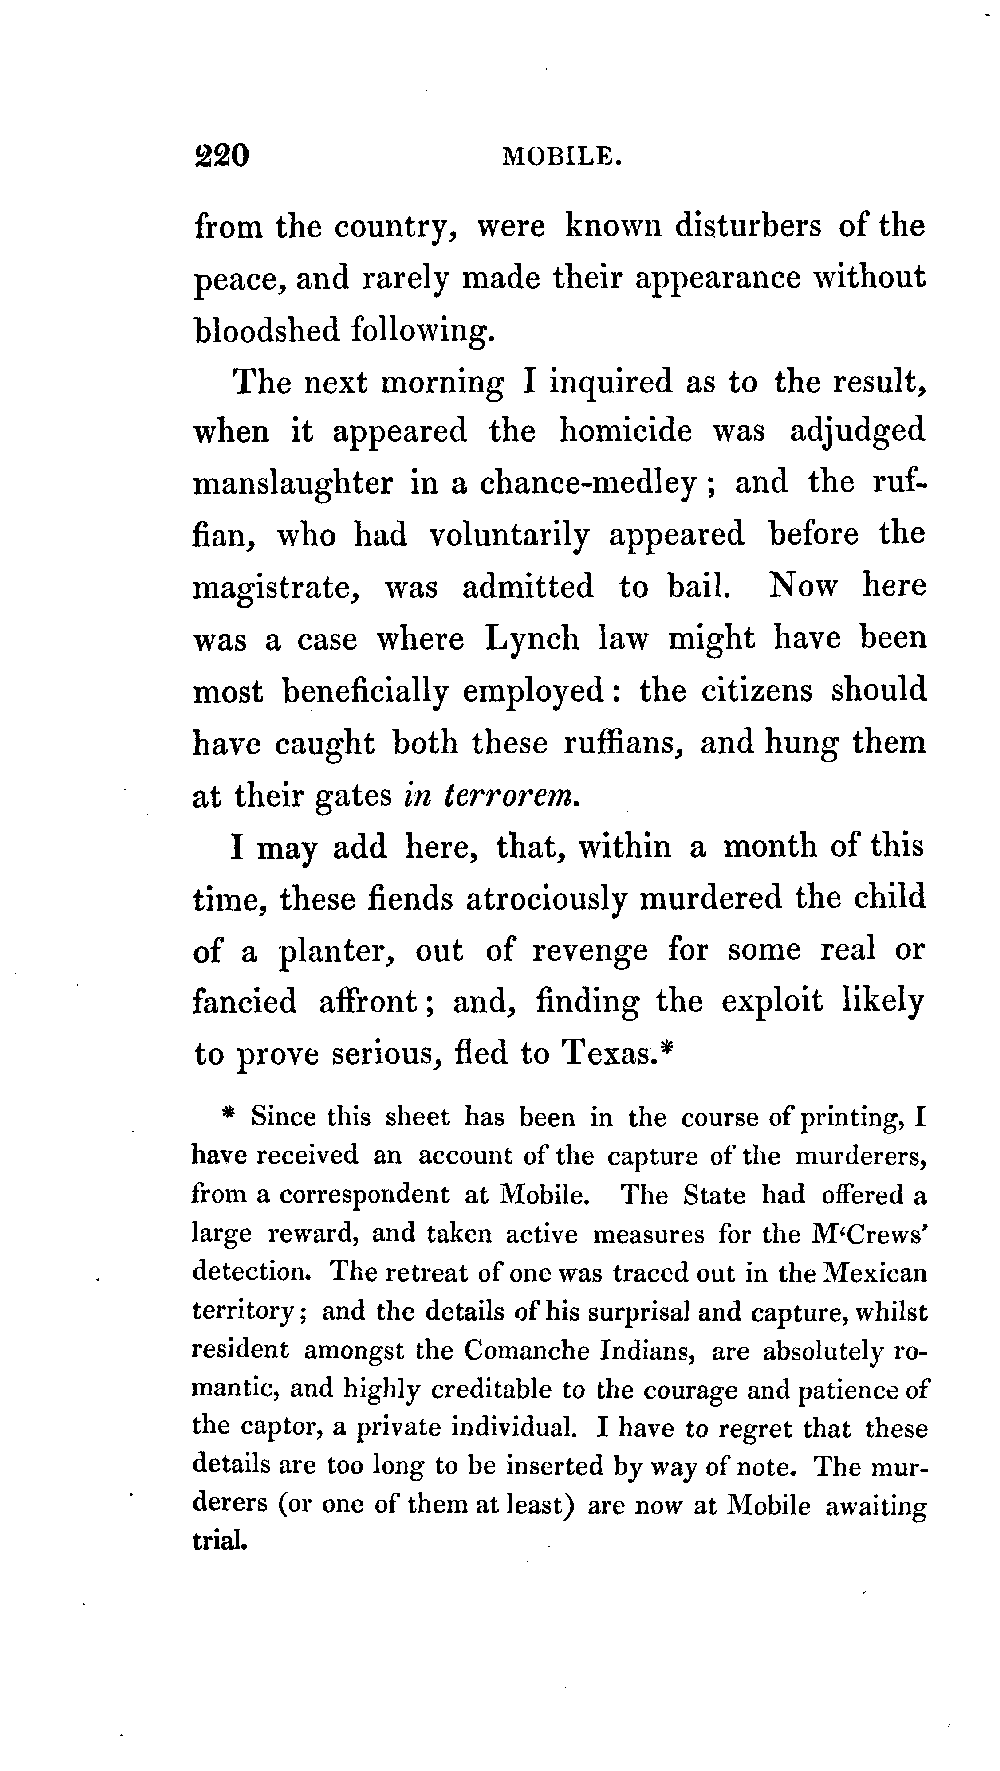 220 MOBILE.
from the country, were known disturbers of the
peace, and rarely made their appearance without
bloodshed following.
The next morning I inquired as to the result,
when it appeared the homicide was adjudged
manslaughter in a chance-medley ; and the ruf-
fian, who had voluntarily appeared before the
magistrate, was admitted to bail. Now here
was a case where Lynch law might have been
most beneficially employed : the citizens should
have caught both these ruffians, and hung them
at their gates in terrorem.
I may add here, that, within a month of this
time, these fiends atrociously murdered the child
of a planter, out of revenge for some real or
fancied affront ; and, finding the exploit likely
to prove serious, fled to Texas.*
* Since this sheet has been in the course of printing, I
have received an account of the capture of the murderers,
from a correspondent at Mobile. The State had offered a
large reward, and taken active measures for the M‘Crews’
detection. The retreat of one was traced out in the Mexican
territory ; and the details of his surprisal and capture, whilst
resident amongst the Comanche Indians, are absolutely ro-
mantic, and highly creditable to the courage and patience of
the captor, a private individual. I have to regret that these
details are too long to be inserted by way of note. The mur-
derers (or one of them at least) are now at Mobile awaiting
trial.